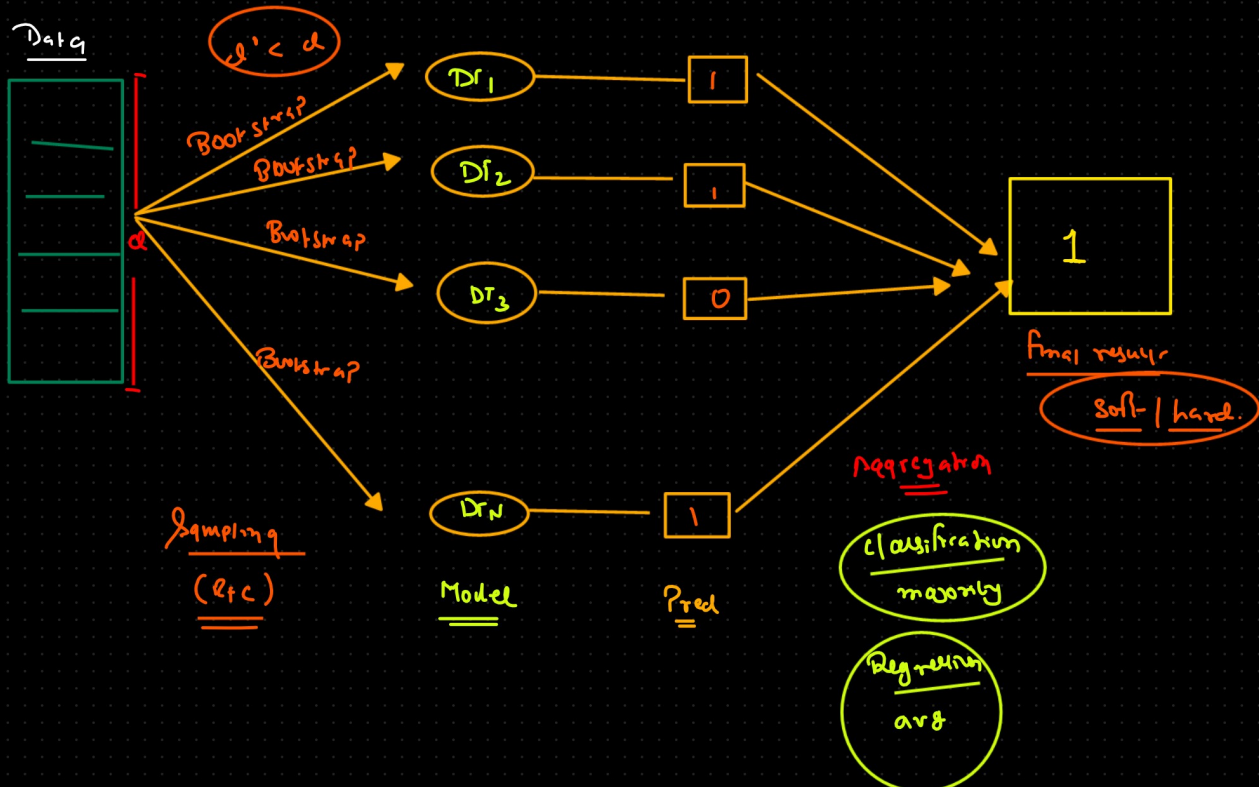 Data
d' < d
Bootstrap
Bootstrap
Bootstrap
Bootstrap
d
DT1
DT2
DT3
DTN
1
1
0
1
1
Final result
soft | hard.
Sampling
(R+C)
Model
Pred
Aggregation
Classification
majority
Regression
avg